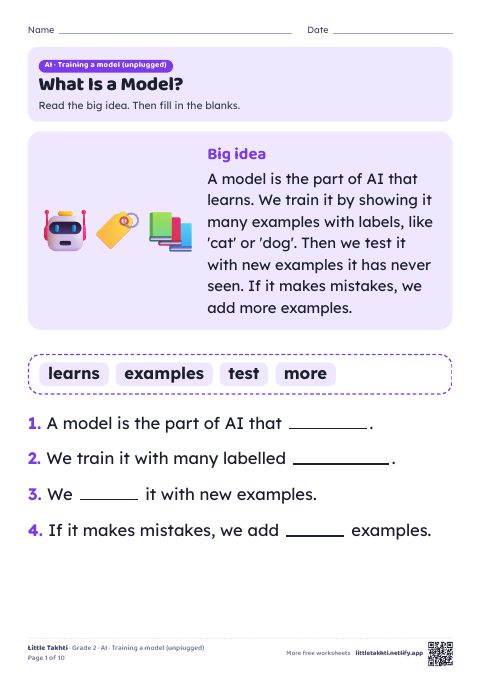 Name Date
AI · Training a model (unplugged)
What Is a Model?
Read the big idea. Then fill in the blanks.
Big idea
A model is the part of AI that
learns. We train it by showing it
many examples with labels, like
'cat' or 'dog'. Then we test it
with new examples it has never
seen. If it makes mistakes, we
add more examples.
learns examples test more
1. A model is the part of AI that ________.
2. We train it with many labelled __________.
3. We ______ it with new examples.
4. If it makes mistakes, we add ______ examples.
Little Takhti · Grade 2 · AI · Training a model (unplugged)
Page 1 of 10
More free worksheets · littletakhti.netlify.app